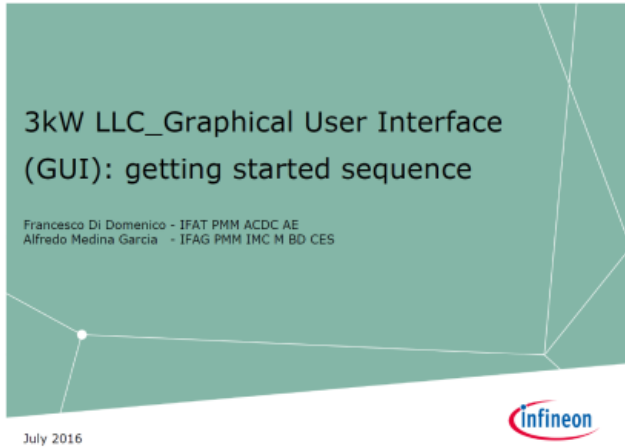 3kW LLC_Graphical User Interface
(GUI): getting started sequence
Francesco Di Domenico - IFAT PMM ACDC AE
Alfredo Medina Garcia - IFAG PMM IMC M BD CES
infineon
July 2016